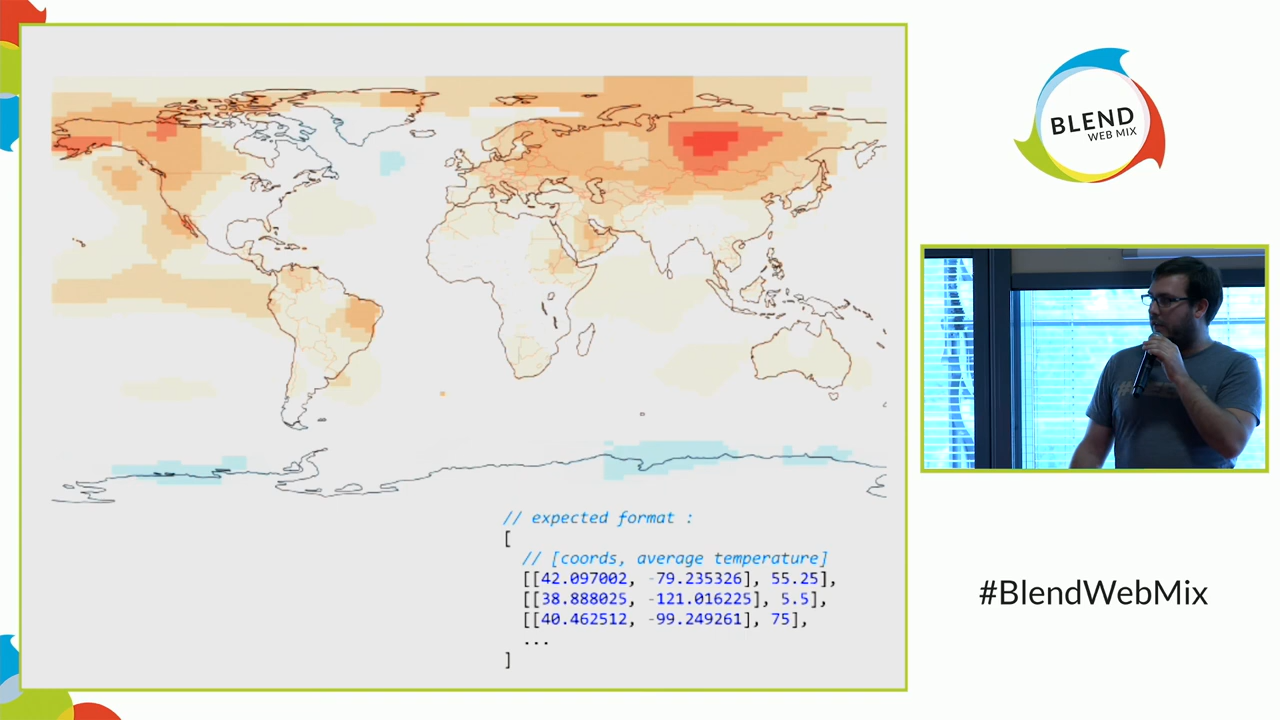 // expected format :
[
// [coords, average temperature]
[[42.097002, -79.235326], 55.25],
[[38.888025, -121.016225], 5.5],
[[40.462512, -99.249261], 75],
...
]
BLEND
WEB MIX
#BlendWebMix